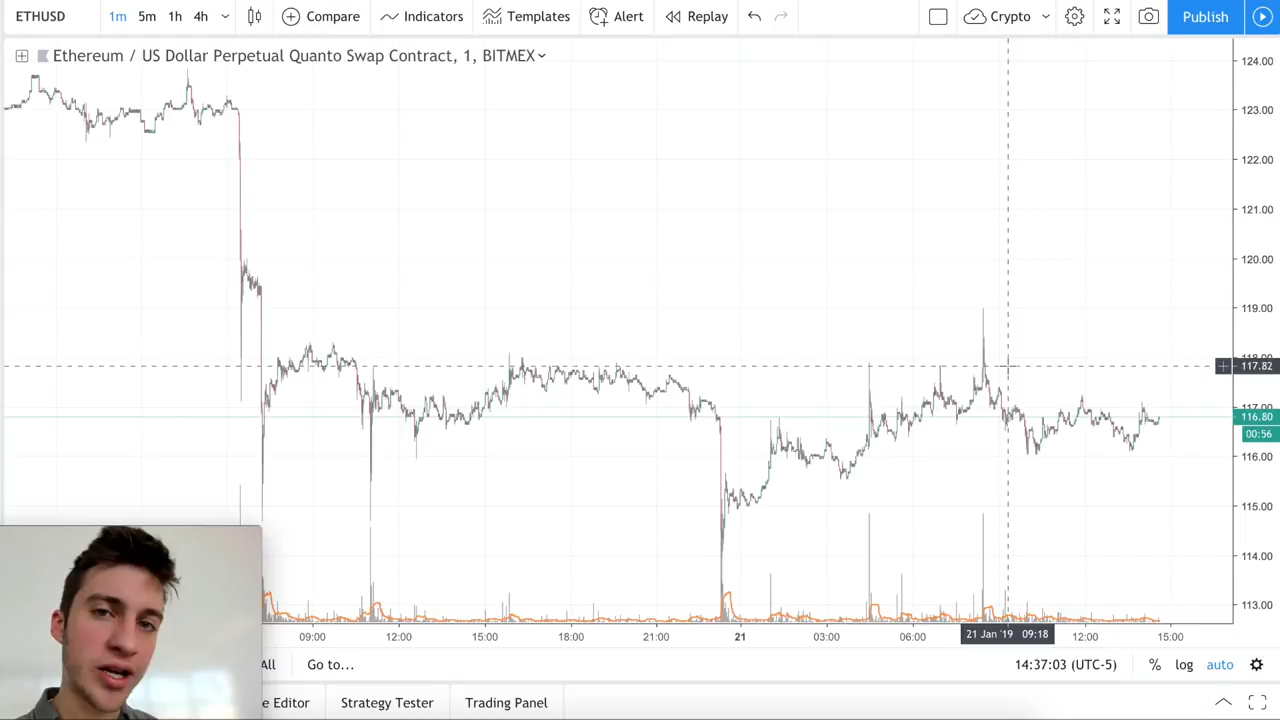 ETHUSD 1m 5m 1h 4h Compare Indicators Templates Alert Replay Crypto Publish
Ethereum / US Dollar Perpetual Quanto Swap Contract, 1, BITMEX
124.00
123.00
122.00
121.00
120.00
119.00
117.82
116.80
00:56
116.00
115.00
114.00
113.00
09:00 12:00 15:00 18:00 21:00 21 03:00 06:00 21 Jan '19 09:18 12:00 15:00
All Go to... 14:37:03 (UTC-5) % log auto
e Editor Strategy Tester Trading Panel